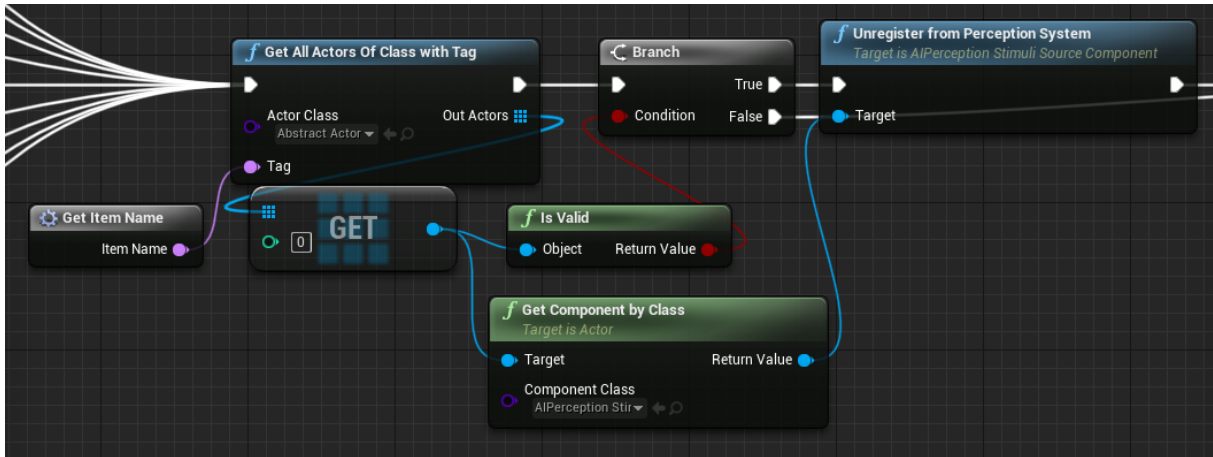 Get All Actors Of Class with Tag
Actor Class
Abstract Actor
Out Actors
Tag
Branch
True
Condition
False
Unregister from Perception System
Target is AIPerception Stimuli Source Component
Target
Get Item Name
Item Name
0
GET
Is Valid
Object
Return Value
Get Component by Class
Target is Actor
Target
Return Value
Component Class
AIPerception Stir